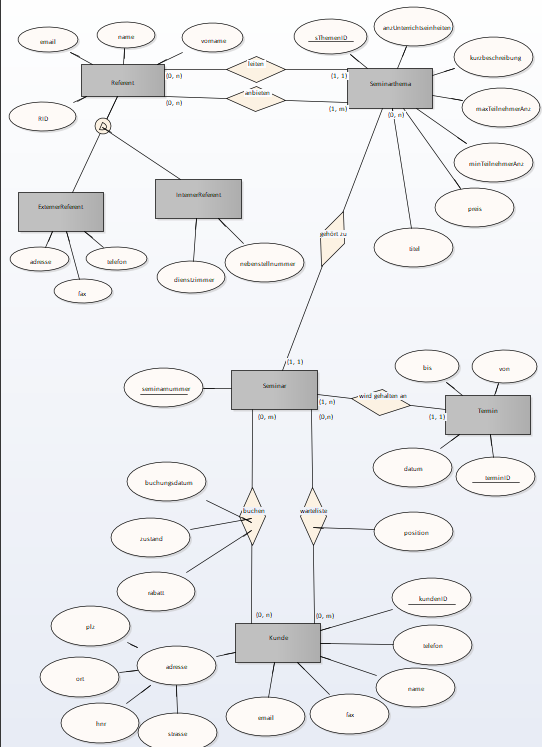 email
name
vorname
sThemenID
anzUnterrichtseinheiten
kurzbeschreibung
leiten
Referent
(0, n)
(1, 1)
SeminarthEma
anbieten
(0, n)
(1, m)
(0, n)
maxTeilnehmerAnz
RID
minTeilnehmerAnz
ExternerReferent
InternerReferent
preis
gehört zu
titel
adresse
telefon
dienstzimmer
nebenstellnummer
fax
(1, 1)
bis
von
seminarnummer
Seminar
(1, n)
wird gehalten an
Termin
(0, m)
(0,n)
(1, 1)
datum
terminID
buchungsdatum
buchen
warteliste
zustand
position
rabatt
kundenID
(0, n)
(0, m)
plz
Kunde
telefon
adresse
ort
name
hnr
email
fax
strasse